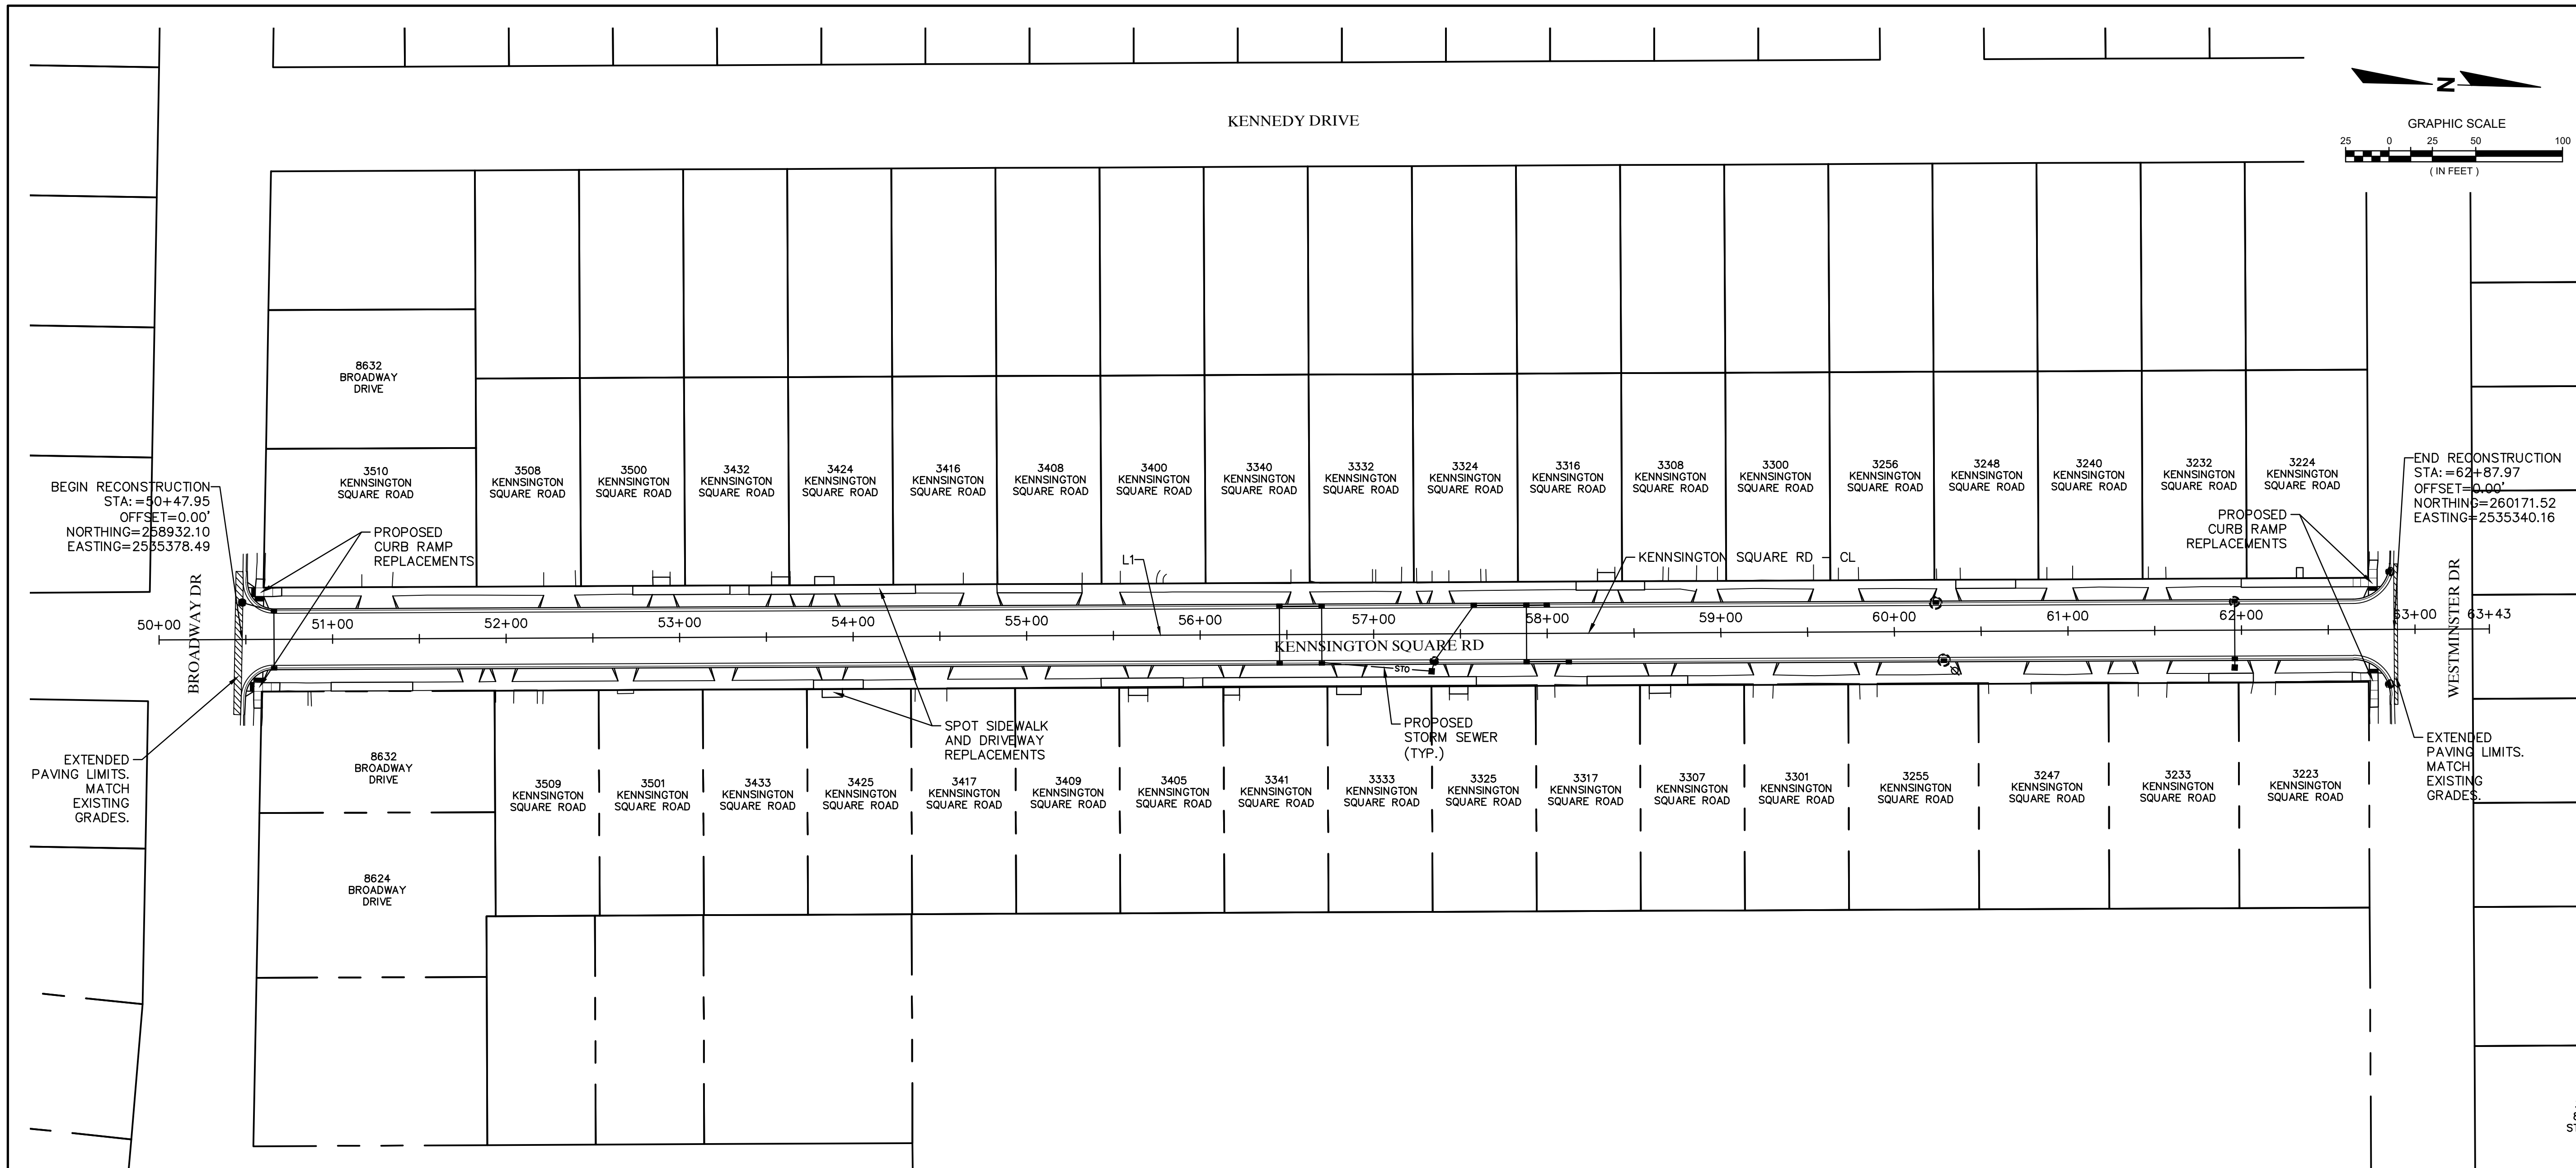 KENNEDY DRIVE
N
GRAPHIC SCALE
25 0 25 50 100
( IN FEET )
8632
BROADWAY
DRIVE
3510
KENNSINGTON
SQUARE ROAD
3508
KENNSINGTON
SQUARE ROAD
3500
KENNSINGTON
SQUARE ROAD
3432
KENNSINGTON
SQUARE ROAD
3424
KENNSINGTON
SQUARE ROAD
3416
KENNSINGTON
SQUARE ROAD
3408
KENNSINGTON
SQUARE ROAD
3400
KENNSINGTON
SQUARE ROAD
3340
KENNSINGTON
SQUARE ROAD
3332
KENNSINGTON
SQUARE ROAD
3324
KENNSINGTON
SQUARE ROAD
3316
KENNSINGTON
SQUARE ROAD
3308
KENNSINGTON
SQUARE ROAD
3300
KENNSINGTON
SQUARE ROAD
3256
KENNSINGTON
SQUARE ROAD
3248
KENNSINGTON
SQUARE ROAD
3240
KENNSINGTON
SQUARE ROAD
3232
KENNSINGTON
SQUARE ROAD
3224
KENNSINGTON
SQUARE ROAD
BEGIN RECONSTRUCTION
STA:=50+47.95
OFFSET=0.00'
NORTHING=258932.10
EASTING=2535378.49
PROPOSED
CURB RAMP
REPLACEMENTS
L1
KENNSINGTON SQUARE RD - CL
PROPOSED
CURB RAMP
REPLACEMENTS
END RECONSTRUCTION
STA:=62+87.97
OFFSET=0.00'
NORTHING=260171.52
EASTING=2535340.16
BROADWAY DR
50+00 51+00 52+00 53+00 54+00 55+00 56+00 57+00 58+00 59+00 60+00 61+00 62+00 63+00 63+43
KENNSINGTON SQUARE RD
WESTMINSTER DR
STO
EXTENDED
PAVING LIMITS.
MATCH
EXISTING
GRADES.
SPOT SIDEWALK
AND DRIVEWAY
REPLACEMENTS
PROPOSED
STORM SEWER
(TYP.)
EXTENDED
PAVING LIMITS.
MATCH
EXISTING
GRADES.
8632
BROADWAY
DRIVE
3509
KENNSINGTON
SQUARE ROAD
3501
KENNSINGTON
SQUARE ROAD
3433
KENNSINGTON
SQUARE ROAD
3425
KENNSINGTON
SQUARE ROAD
3417
KENNSINGTON
SQUARE ROAD
3409
KENNSINGTON
SQUARE ROAD
3405
KENNSINGTON
SQUARE ROAD
3341
KENNSINGTON
SQUARE ROAD
3333
KENNSINGTON
SQUARE ROAD
3325
KENNSINGTON
SQUARE ROAD
3317
KENNSINGTON
SQUARE ROAD
3307
KENNSINGTON
SQUARE ROAD
3301
KENNSINGTON
SQUARE ROAD
3255
KENNSINGTON
SQUARE ROAD
3247
KENNSINGTON
SQUARE ROAD
3233
KENNSINGTON
SQUARE ROAD
3223
KENNSINGTON
SQUARE ROAD
8624
BROADWAY
DRIVE